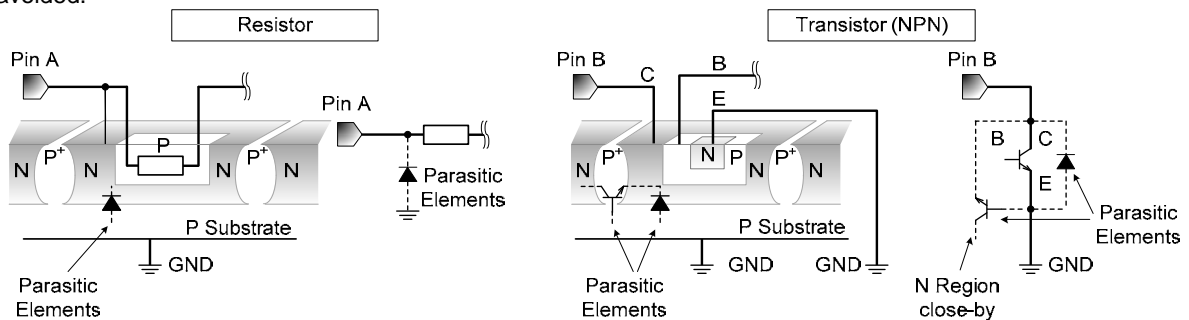 avoided.
Resistor
Transistor (NPN)
Pin A
Pin A
N
P+
N
P
N
P+
N
Parasitic
Elements
P Substrate
GND
Parasitic
Elements
Pin B
C
B
E
N
P+
N
N
P
P+
N
P Substrate
GND
GND
Parasitic
Elements
Pin B
B
C
E
Parasitic
Elements
GND
N Region
close-by